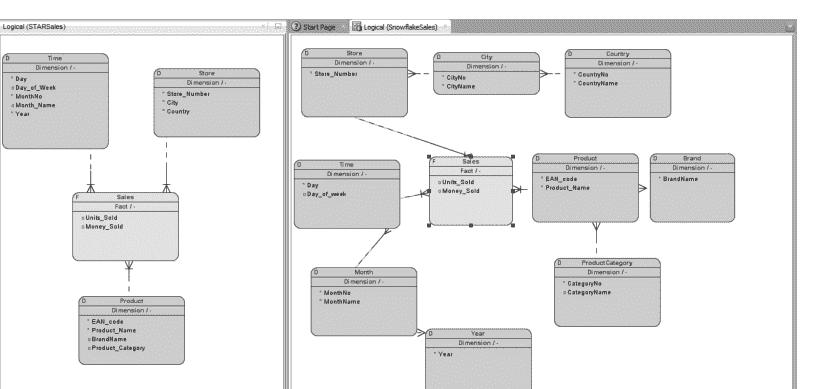 Logical (STARSales)
Start Page
Logical (SnowflakeSales)
D Time
Dimension / -
* Day
o Day_of_Week
* MonthNo
o Month_Name
* Year
D Store
Dimension / -
* Store_Number
* City
* Country
F Sales
Fact / -
o Units_Sold
o Money_Sold
D Product
Dimension / -
* EAN_code
* Product_Name
o BrandName
o Product_Category
D Store
Dimension / -
* Store_Number
D City
Dimension / -
* CityNo
* CityName
D Country
Dimension / -
* CountryNo
* CountryName
D Time
Dimension / -
* Day
o Day_of_week
F Sales
Fact / -
o Units_Sold
o Money_Sold
D Product
Dimension / -
* EAN_code
* Product_Name
D Brand
Dimension / -
* BrandName
D Month
Dimension / -
* MonthNo
* MonthName
D ProductCategory
Dimension / -
* CategoryNo
o CategoryName
D Year
Dimension / -
* Year